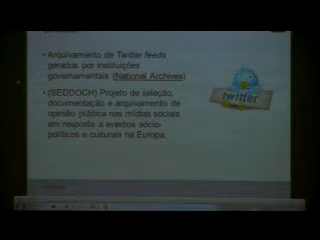 • Arquivamento de Twitter feeds
gerados por instituições
governamentais (National Archives)
• (SEDDOCH) Projeto de seleção,
documentação e arquivamento de
opinião pública nas mídias sociais
em resposta a eventos sócio-
políticos e culturais na Europa.
twitter